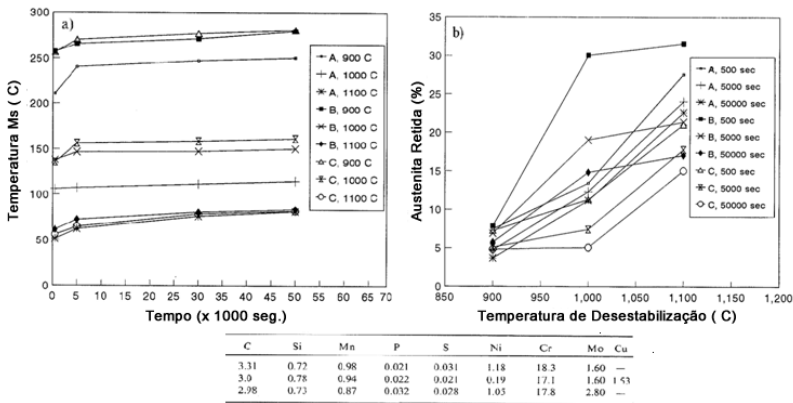 a)
Temperatura Ms ( C)
300
250
200
150
100
50
0
0 5 10 15 20 25 30 35 40 45 50 55 60 65 70
Tempo (x 1000 seg.)
A, 900 C
A, 1000 C
A, 1100 C
B, 900 C
B, 1000 C
B, 1100 C
C, 900 C
C, 1000 C
C, 1100 C
b)
Austenita Retida (%)
35
30
25
20
15
10
5
0
850 900 950 1,000 1,050 1,100 1,150 1,200
Temperatura de Desestabilização ( C)
A, 500 sec
A, 5000 sec
A, 50000 sec
B, 500 sec
B, 5000 sec
B, 50000 sec
C, 500 sec
C, 5000 sec
C, 50000 sec
C Si Mn P S Ni Cr Mo Cu
3.31 0.72 0.98 0.021 0.031 1.18 18.3 1.60 —
3.0 0.78 0.94 0.022 0.021 0.19 17.1 1.60 1.53
2.98 0.73 0.87 0.032 0.028 1.05 17.8 2.80 —